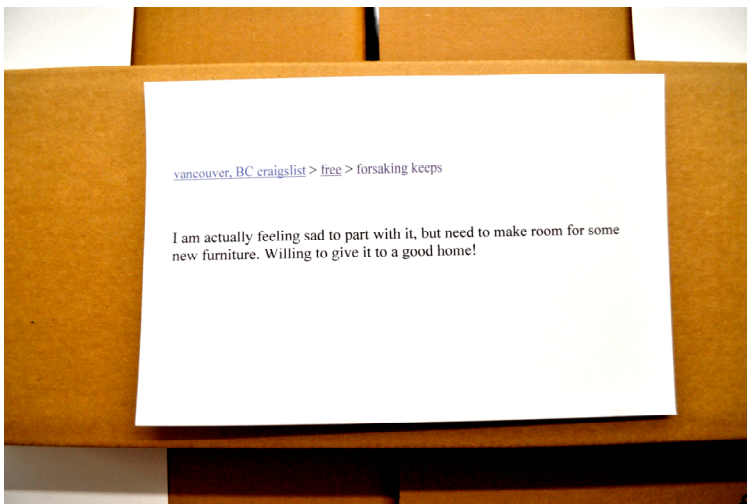 vancouver, BC craigslist > free > forsaking keeps
I am actually feeling sad to part with it, but need to make room for some
new furniture. Willing to give it to a good home!